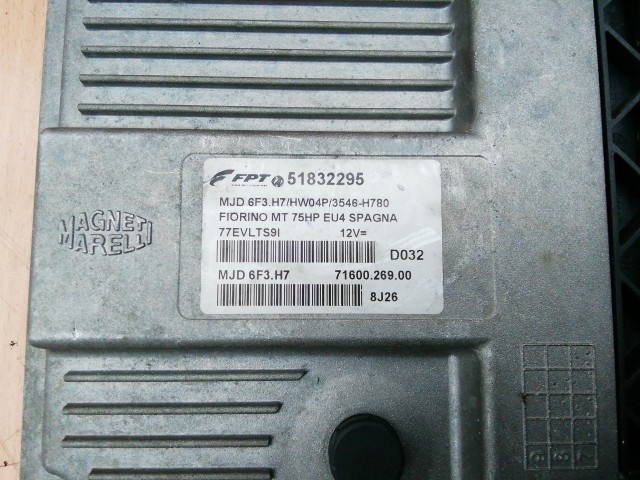 FPT 51832295
MJD 6F3.H7/HW04P/3546-H780
FIORINO MT 75HP EU4 SPAGNA
77EVLTS9I 12V=
D032
MJD 6F3.H7 71600.269.00
8J26
MAGNETI
MARELLI